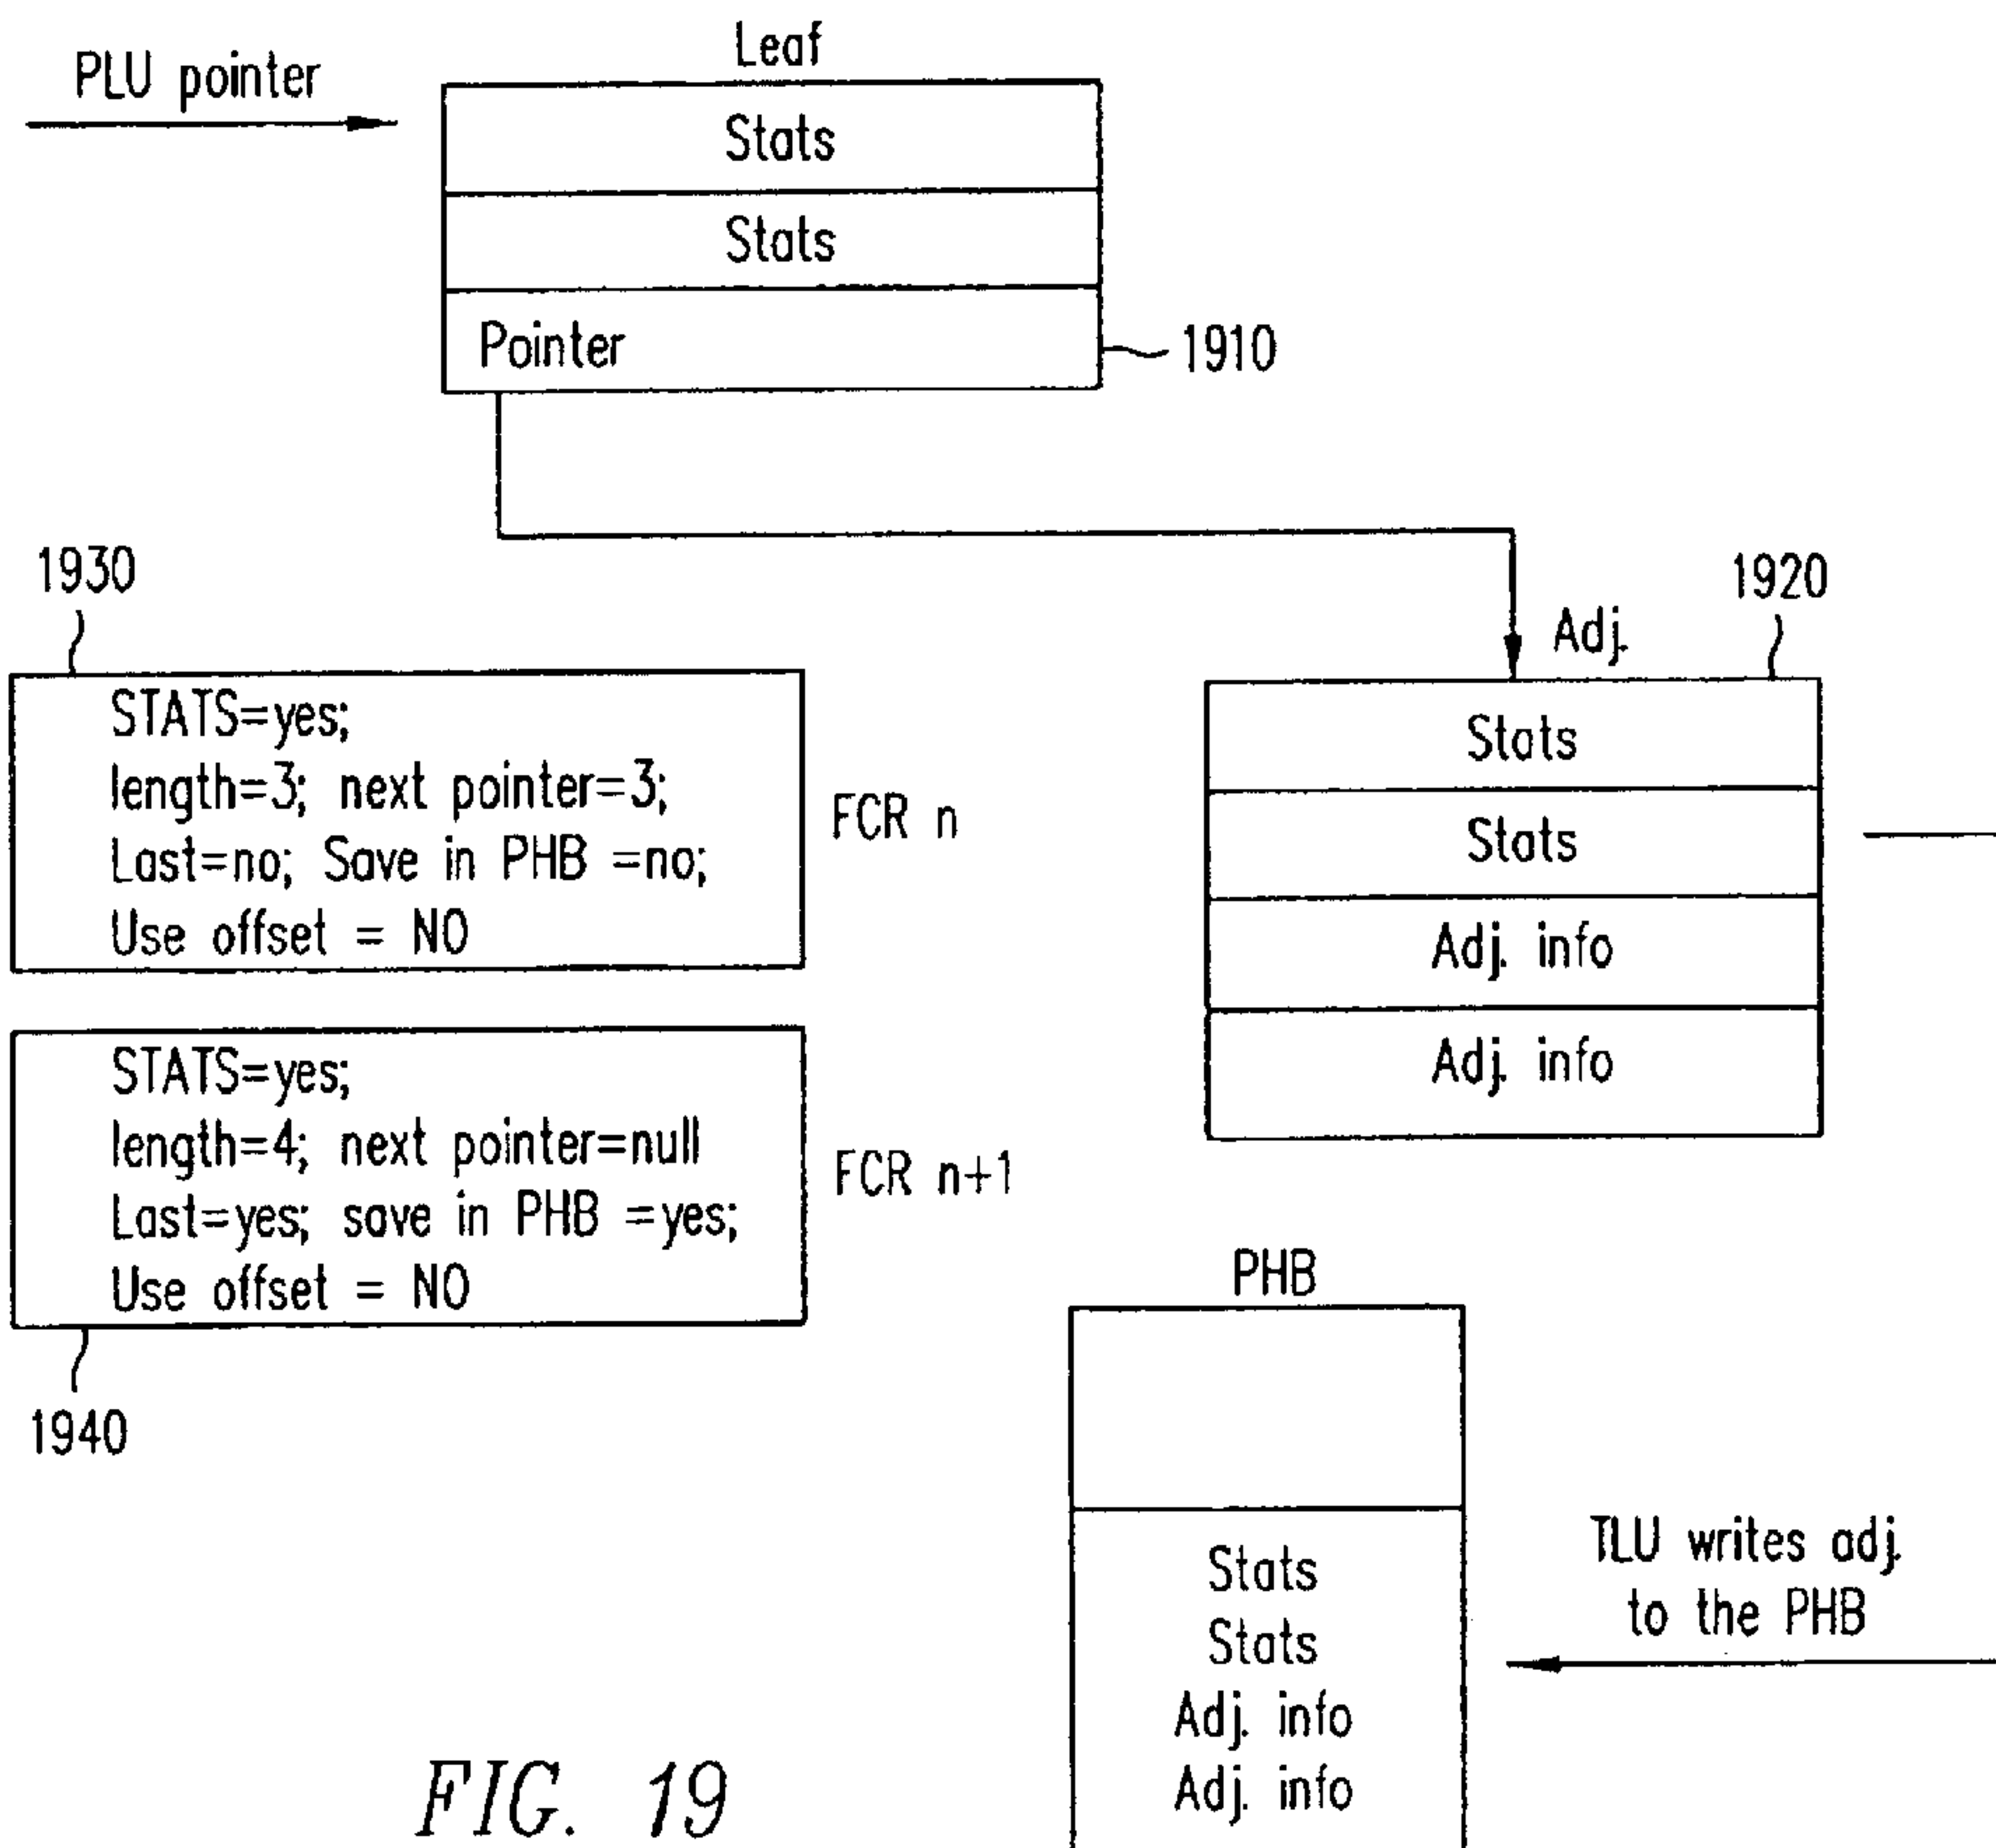 PLU pointer
Leaf
Stats
Stats
Pointer
1910
1930
1920
Adj.
STATS=yes;
length=3; next pointer=3;
Last=no; Save in PHB =no;
Use offset = NO
FCR n
Stats
Stats
Adj. info
Adj. info
STATS=yes;
length=4; next pointer=null
Last=yes; save in PHB =yes;
Use offset = NO
FCR n+1
1940
PHB
Stats
Stats
Adj. info
Adj. info
TLU writes adj.
to the PHB
FIG. 19